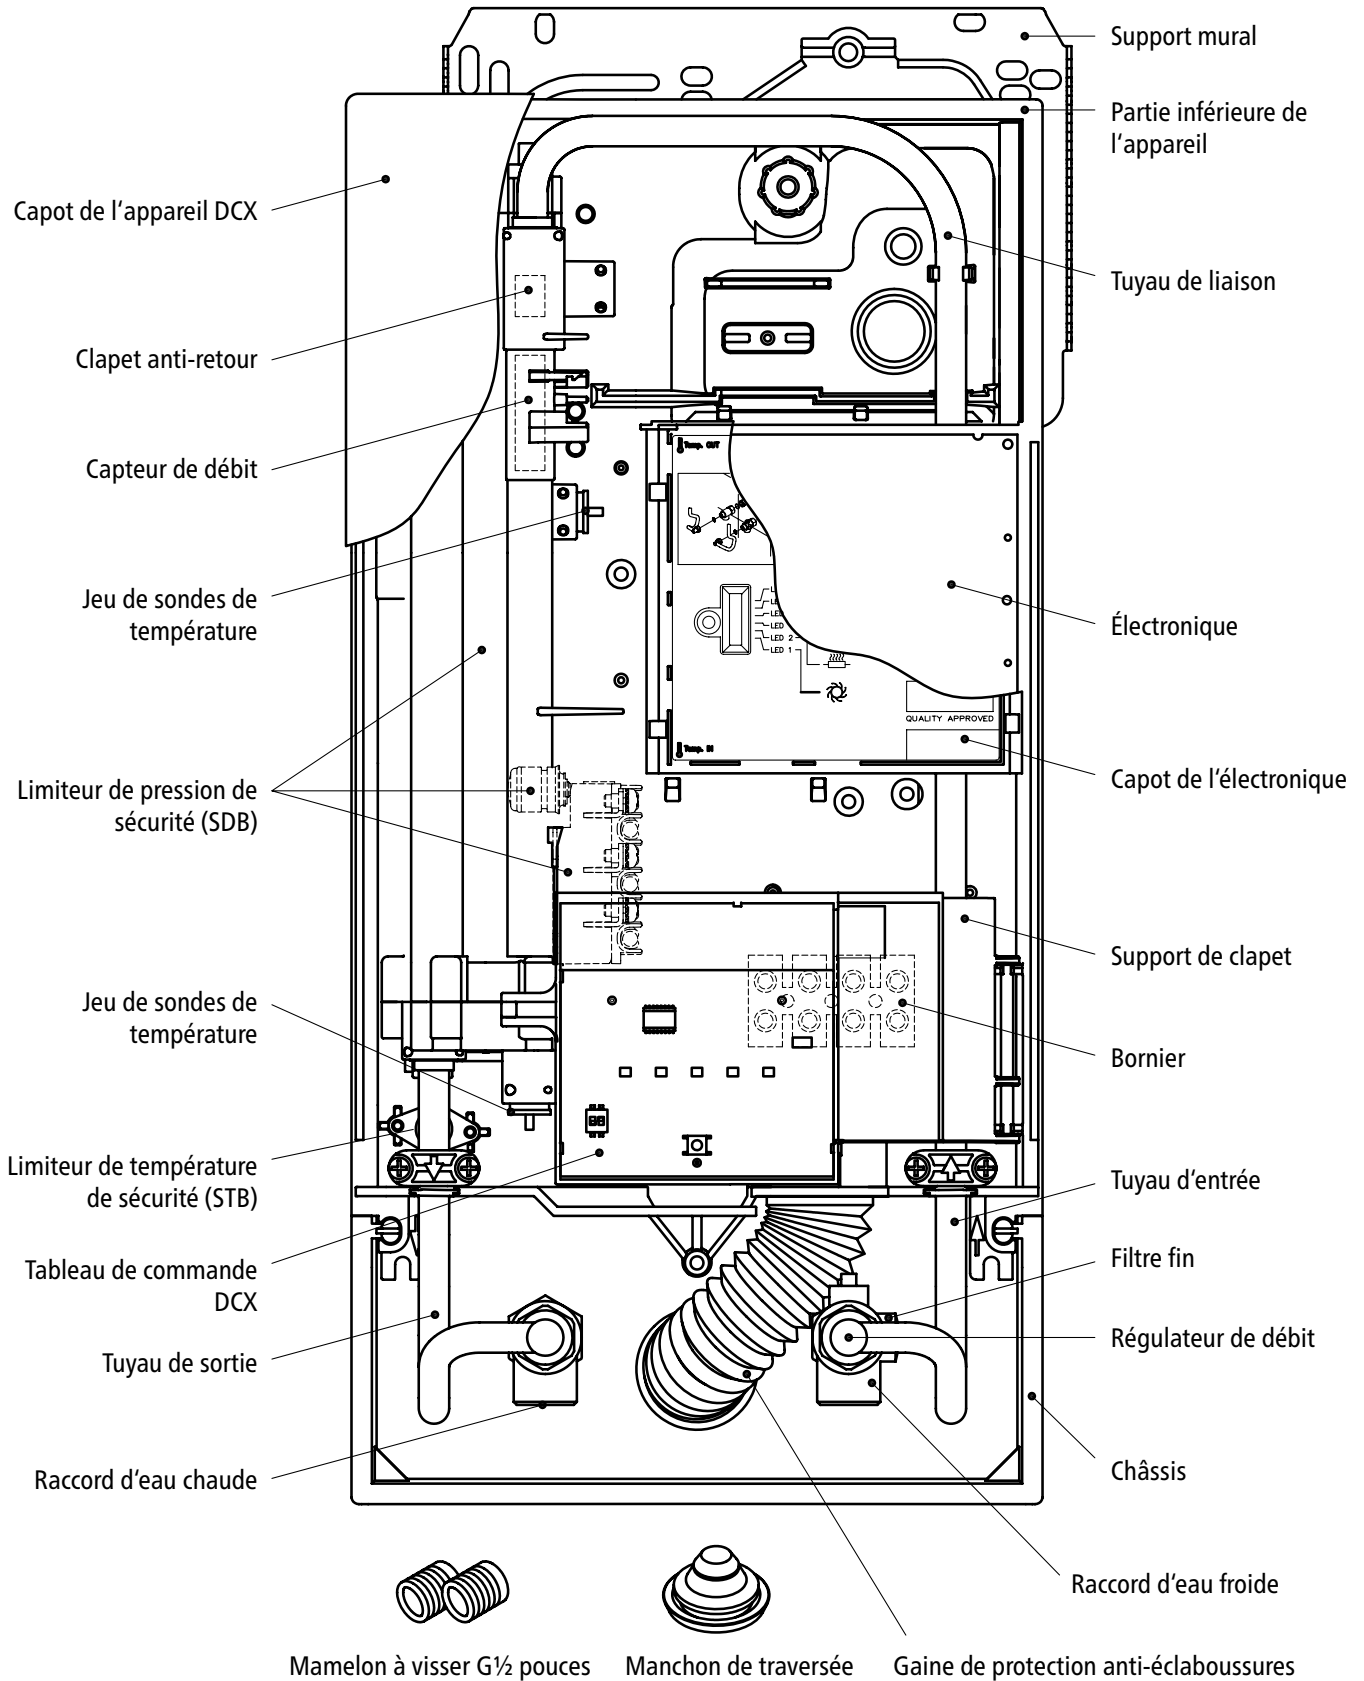 Support mural
Partie inférieure de
l‘appareil
Capot de l‘appareil DCX
Tuyau de liaison
Clapet anti-retour
Capteur de débit
Temp. OUT
Jeu de sondes de
température
Électronique
LED 2
LED 1
QUALITY APPROVED
Temp. IN
Limiteur de pression de
sécurité (SDB)
Capot de l‘électronique
Support de clapet
Jeu de sondes de
température
Bornier
Limiteur de température
de sécurité (STB)
Tuyau d‘entrée
Tableau de commande
DCX
Filtre fin
Régulateur de débit
Tuyau de sortie
Raccord d‘eau chaude
Châssis
Raccord d‘eau froide
Mamelon à visser G½ pouces
Manchon de traversée
Gaine de protection anti-éclaboussures